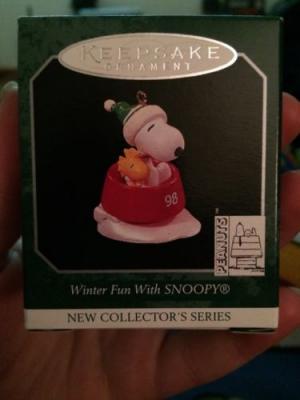 KEEPSAKE
ORNAMENT
98
PEANUTS
®
Winter Fun With SNOOPY®
NEW COLLECTOR'S SERIES